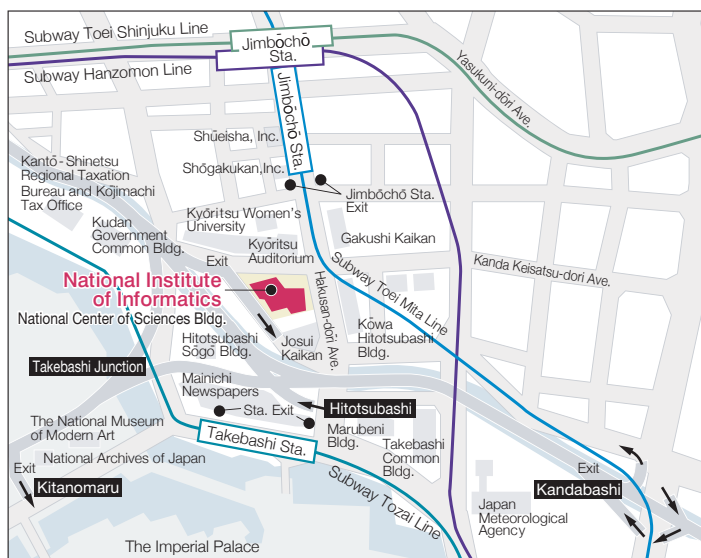 Subway Toei Shinjuku Line
Subway Hanzomon Line
Jimbōchō
Sta.
Jimbōchō Sta.
Yasukuni-dōri Ave.
Shūeisha, Inc.
Shōgakukan,Inc.
Jimbōchō Sta.
Exit
Kantō-Shinetsu
Regional Taxation
Bureau and Kōjimachi
Tax Office
Kudan
Government
Common Bldg.
Kyōritsu Women's
University
Kyōritsu
Auditorium
Gakushi Kaikan
Exit
Kanda Keisatsu-dori Ave.
National Institute
of Informatics
National Center of Sciences Bldg.
Hakusan-dōri Ave.
Subway Toei Mita Line
Josui
Kaikan
Kōwa
Hitotsubashi
Bldg.
Hitotsubashi
Sōgō Bldg.
Takebashi Junction
Mainichi
Newspapers
Sta. Exit
Hitotsubashi
Marubeni
Bldg.
Takebashi
Common
Bldg.
The National Museum
of Modern Art
Takebashi Sta.
National Archives of Japan
Exit
Kitanomaru
Subway Tozai Line
Exit
Kandabashi
Japan
Meteorological
Agency
The Imperial Palace